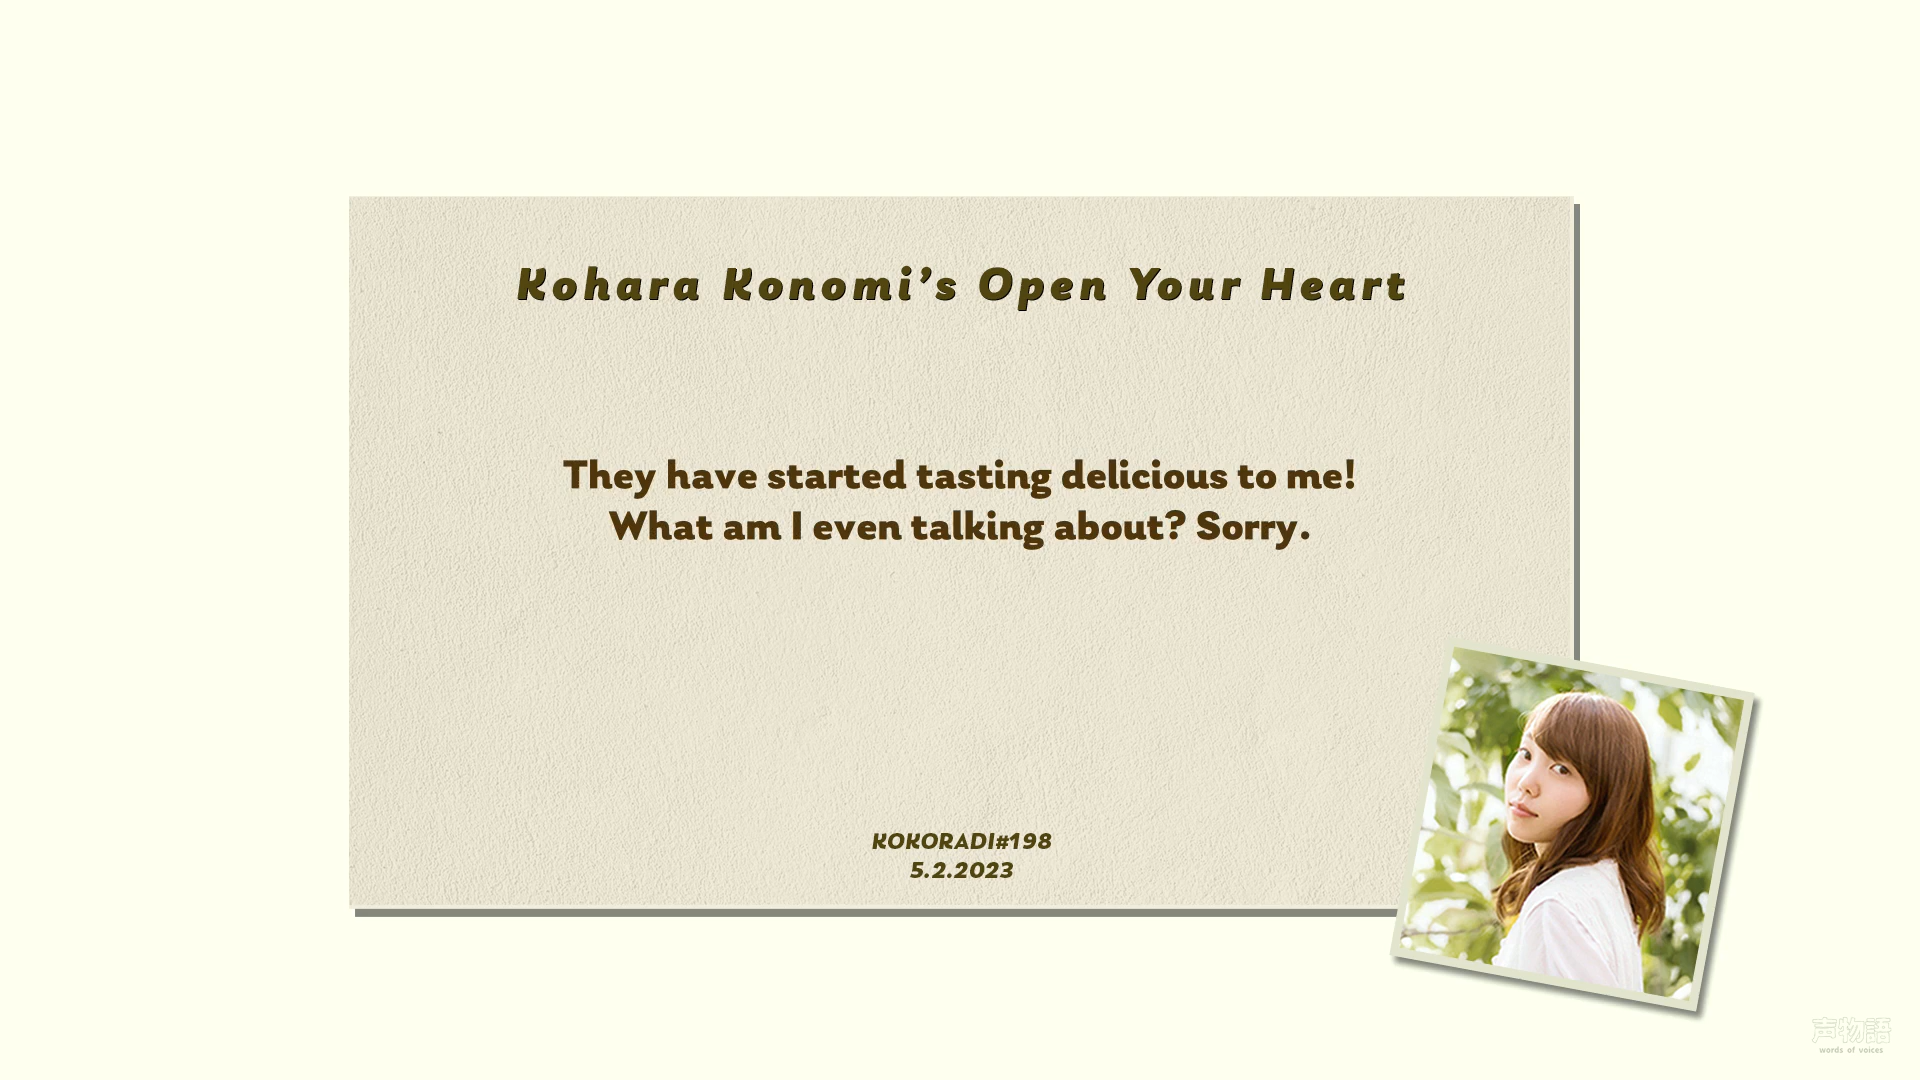 Kohara Konomi’s Open Your Heart
They have started tasting delicious to me!
What am I even talking about? Sorry.
KOKORADI#198
5.2.2023
声物語
words of voices